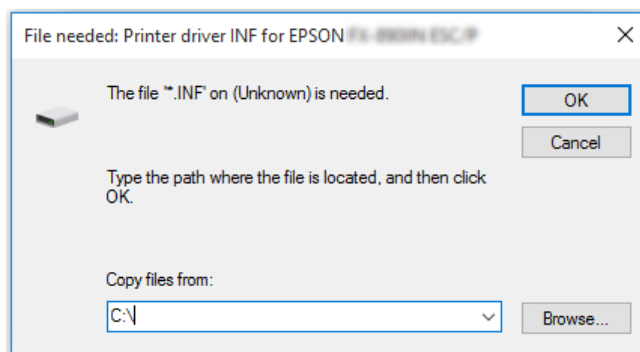 File needed: Printer driver INF for EPSON
The file '*.INF' on (Unknown) is needed.
OK
Cancel
Type the path where the file is located, and then click
OK.
Copy files from:
C:\
Browse...